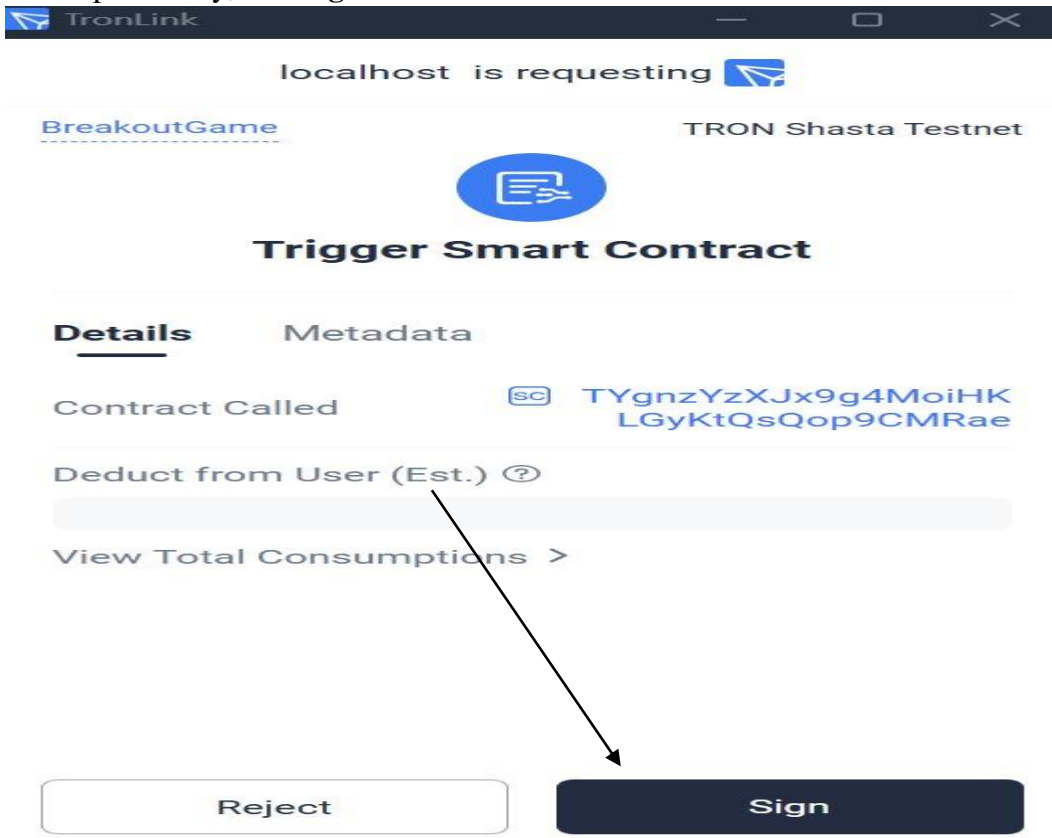 TronLink
localhost is requesting
BreakoutGame
TRON Shasta Testnet
Trigger Smart Contract
Details Metadata
Contract Called
SC TYgnzYzXJx9g4MoiHK
LGyKtQsQop9CMRae
Deduct from User (Est.) ?
View Total Consumptions >
Reject Sign